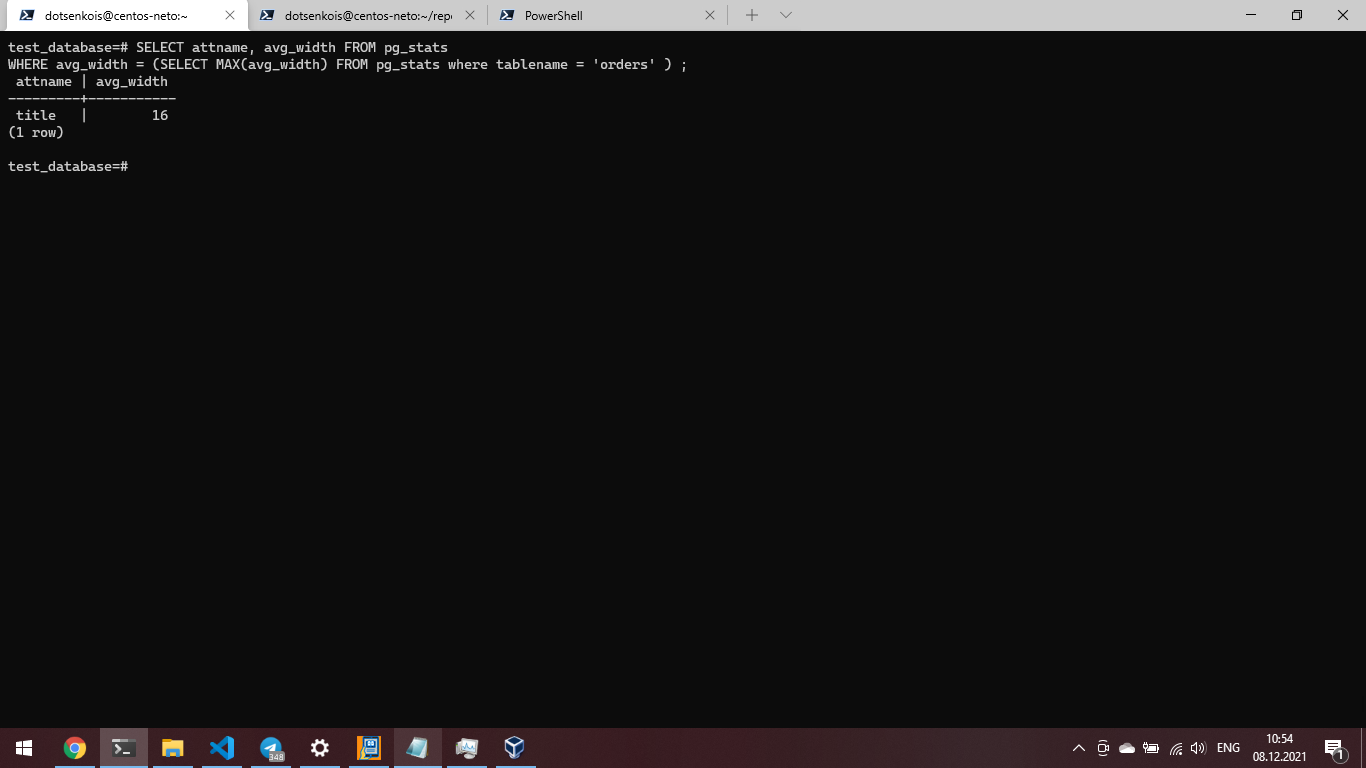 dotsenkois@centos-neto:~
dotsenkois@centos-neto:~/repo
PowerShell
test_database=# SELECT attname, avg_width FROM pg_stats
WHERE avg_width = (SELECT MAX(avg_width) FROM pg_stats where tablename = 'orders' ) ;
attname | avg_width
---------+-----------
title | 16
(1 row)
test_database=#
348
ENG
10:54
08.12.2021
1